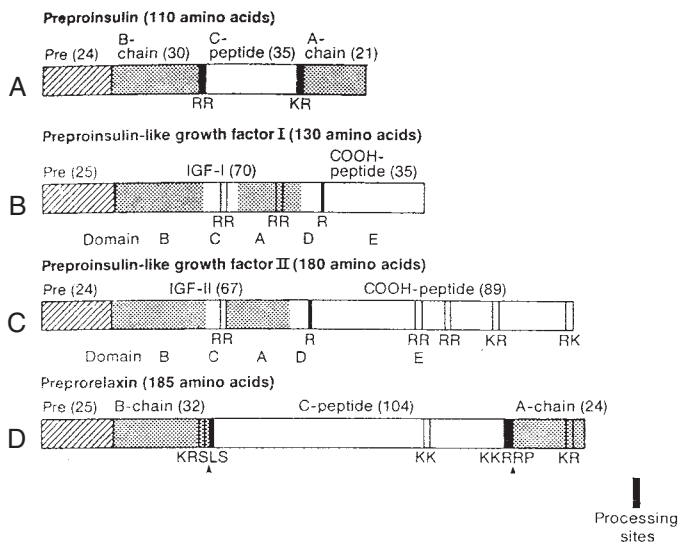 Preproinsulin (110 amino acids)
B- C- A-
Pre (24) chain (30) peptide (35) chain (21)
A
RR KR
Preproinsulin-like growth factor I (130 amino acids)
COOH-
Pre (25) IGF-I (70) peptide (35)
B
RR RR R
Domain B C A D E
Preproinsulin-like growth factor II (180 amino acids)
Pre (24) IGF-II (67) COOH-peptide (89)
C
RR R RR RR KR RK
Domain B C A D E
Preprorelaxin (185 amino acids)
Pre (25) B-chain (32) C-peptide (104) A-chain (24)
D
KRSLS KK KKRRP KR
Processing
sites